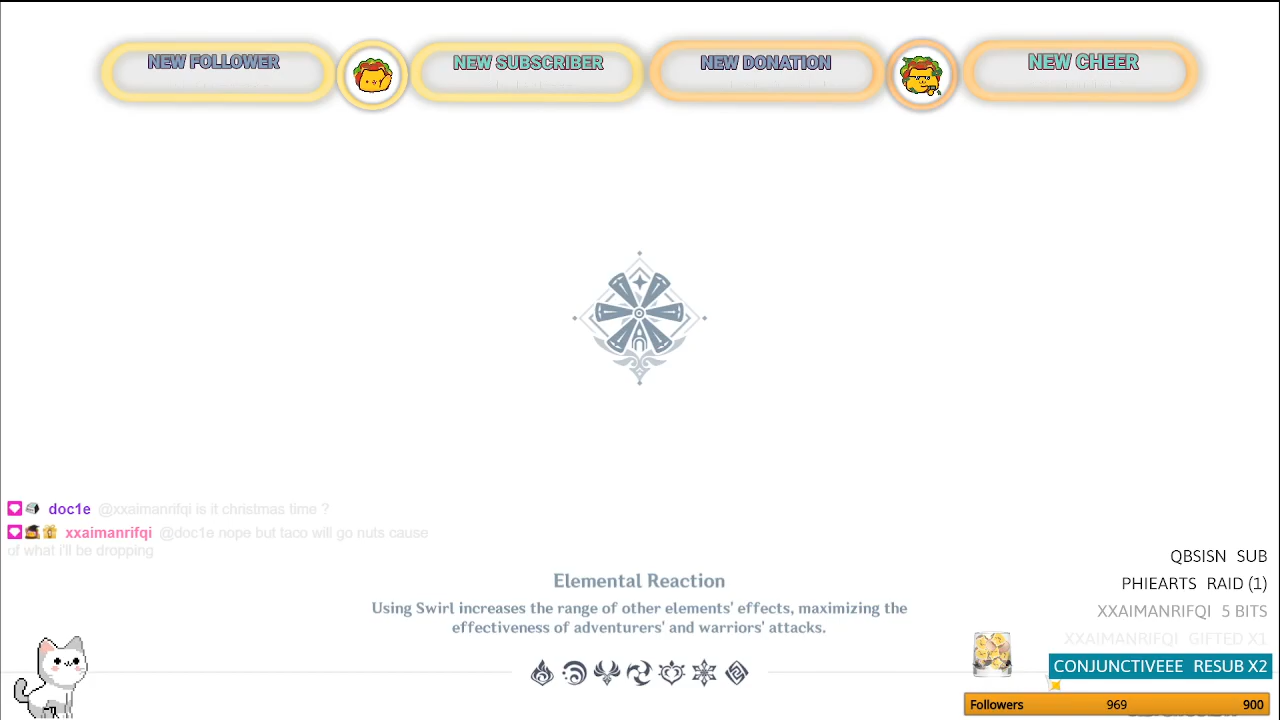 NEW FOLLOWER
NEW SUBSCRIBER
NEW DONATION
NEW CHEER
doc1e @xxaimanrifqi is it christmas time ?
xxaimanrifqi @doc1e nope but taco will go nuts cause
of what i'll be dropping
Elemental Reaction
Using Swirl increases the range of other elements' effects, maximizing the
effectiveness of adventurers' and warriors' attacks.
QBSISN SUB
PHIEARTS RAID (1)
XXAIMANRIFQI 5 BITS
XXAIMANRIFQI GIFTED X1
CONJUNCTIVEEE RESUB X2
Followers 969 900